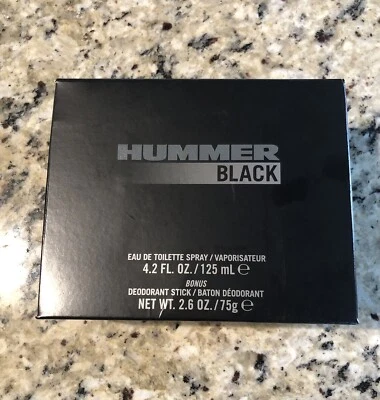 HUMMER
BLACK
EAU DE TOILETTE SPRAY / VAPORISATEUR
4.2 FL. OZ. / 125 mL ℮
BONUS
DEODORANT STICK / BATON DÉODORANT
NET WT. 2.6 OZ. / 75g ℮